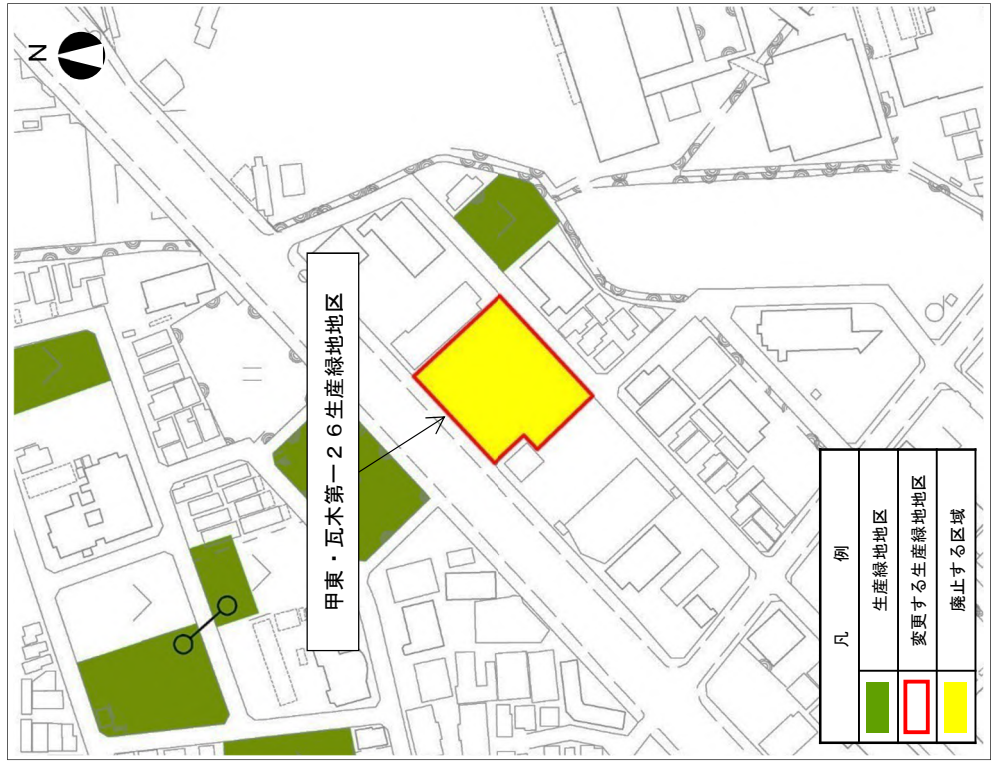 N
甲東・瓦木第一２６生産緑地地区
凡　例
生産緑地地区
変更する生産緑地地区
廃止する区域